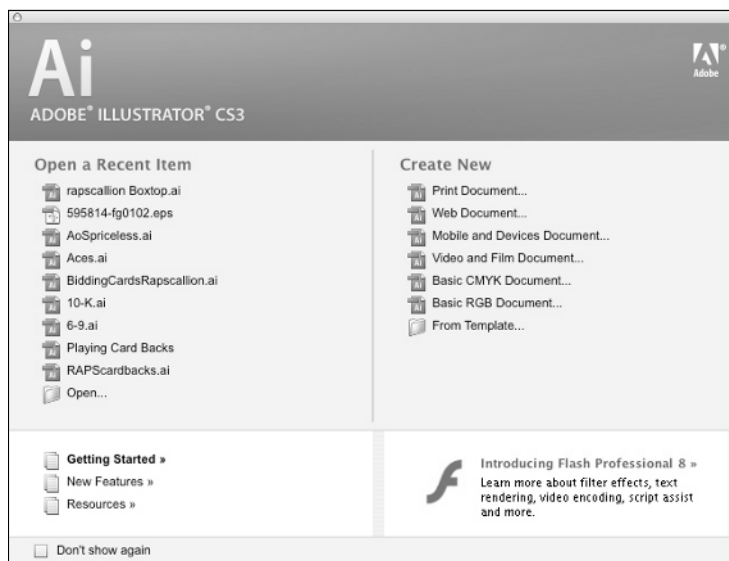 Ai
ADOBE® ILLUSTRATOR® CS3
Adobe
Open a Recent Item
rapscallion Boxtop.ai
595814-fg0102.eps
AoSpriceless.ai
Aces.ai
BiddingCardsRapscallion.ai
10-K.ai
6-9.ai
Playing Card Backs
RAPScardbacks.ai
Open...
Create New
Print Document...
Web Document...
Mobile and Devices Document...
Video and Film Document...
Basic CMYK Document...
Basic RGB Document...
From Template...
Getting Started »
New Features »
Resources »
Introducing Flash Professional 8 »
Learn more about filter effects, text
rendering, video encoding, script assist
and more.
Don't show again